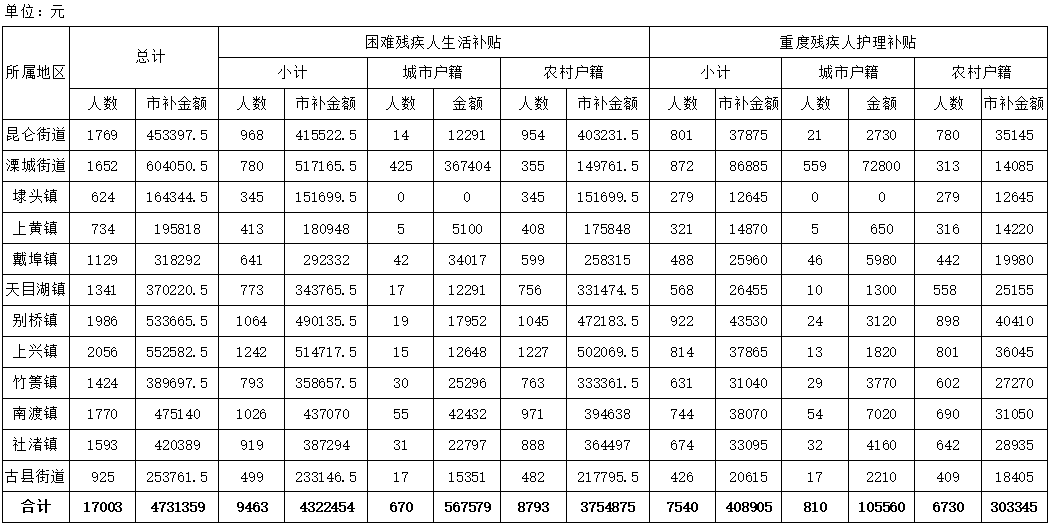 单位：元
所属地区 总计 困难残疾人生活补贴 重度残疾人护理补贴
小计 城市户籍 农村户籍 小计 城市户籍 农村户籍
人数 市补金额 人数 市补金额 人数 金额 人数 市补金额 人数 市补金额 人数 金额 人数 市补金额
昆仑街道 1769 453397.5 968 415522.5 14 12291 954 403231.5 801 37875 21 2730 780 35145
溧城街道 1652 604050.5 780 517165.5 425 367404 355 149761.5 872 86885 559 72800 313 14085
埭头镇 624 164344.5 345 151699.5 0 0 345 151699.5 279 12645 0 0 279 12645
上黄镇 734 195818 413 180948 5 5100 408 175848 321 14870 5 650 316 14220
戴埠镇 1129 318292 641 292332 42 34017 599 258315 488 25960 46 5980 442 19980
天目湖镇 1341 370220.5 773 343765.5 17 12291 756 331474.5 568 26455 10 1300 558 25155
别桥镇 1986 533665.5 1064 490135.5 19 17952 1045 472183.5 922 43530 24 3120 898 40410
上兴镇 2056 552582.5 1242 514717.5 15 12648 1227 502069.5 814 37865 13 1820 801 36045
竹箦镇 1424 389697.5 793 358657.5 30 25296 763 333361.5 631 31040 29 3770 602 27270
南渡镇 1770 475140 1026 437070 55 42432 971 394638 744 38070 54 7020 690 31050
社渚镇 1593 420389 919 387294 31 22797 888 364497 674 33095 32 4160 642 28935
古县街道 925 253761.5 499 233146.5 17 15351 482 217795.5 426 20615 17 2210 409 18405
合计 17003 4731359 9463 4322454 670 567579 8793 3754875 7540 408905 810 105560 6730 303345